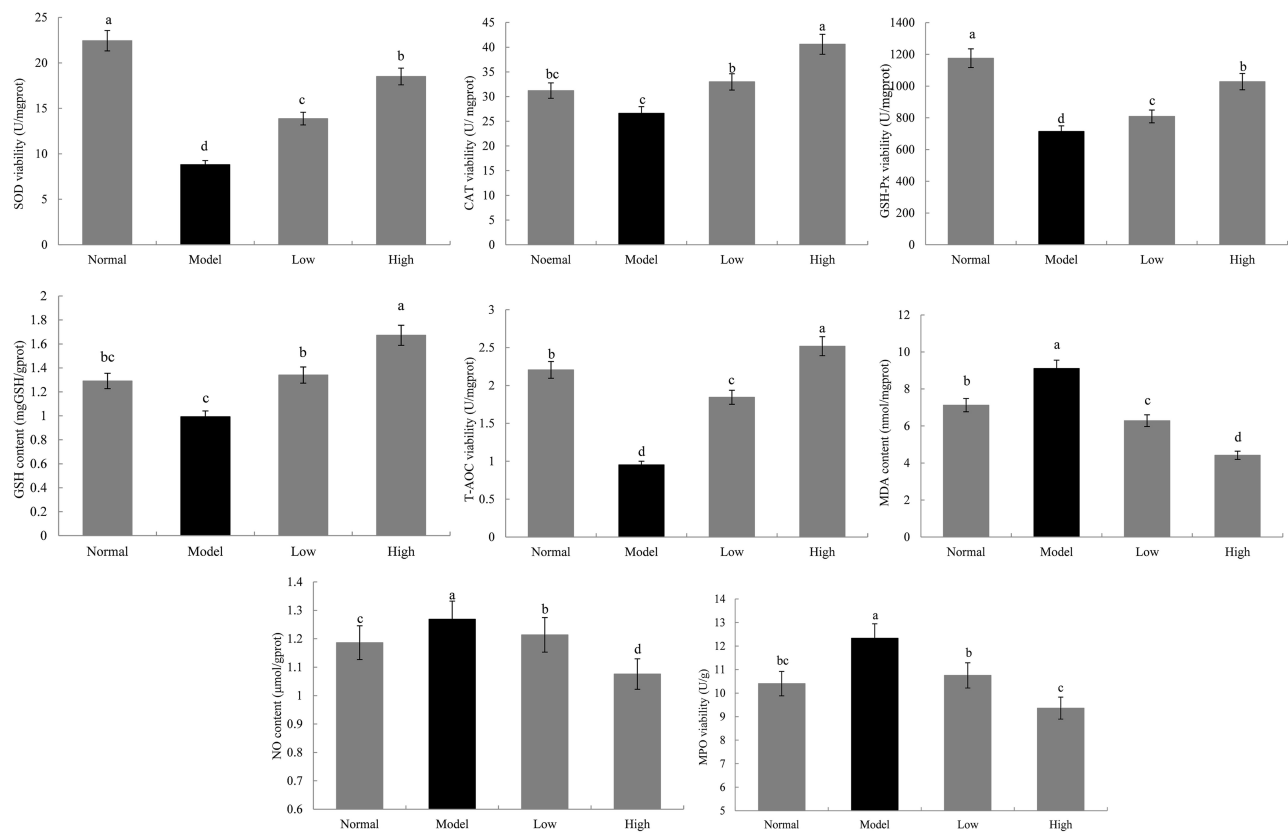 SOD viability (U/mgprot)
25
20
15
10
5
0
a
d
c
b
Normal Model Low High
CAT viability (U/ mgprot)
45
40
35
30
25
20
15
10
5
0
bc
c
b
a
Noemal Model Low High
GSH-Px viability (U/mgprot)
1400
1200
1000
800
600
400
200
0
a
d
c
b
Normal Model Low High
GSH content (mgGSH/gprot)
2
1.8
1.6
1.4
1.2
1
0.8
0.6
0.4
0.2
0
bc
c
b
a
Normal Model Low High
T-AOC viability (U/mgprot)
3
2.5
2
1.5
1
0.5
0
b
d
c
a
Normal Model Low High
MDA content (nmol/mgprot)
12
10
8
6
4
2
0
b
a
c
d
Normal Model Low High
NO content (μmol/gprot)
1.4
1.3
1.2
1.1
1
0.9
0.8
0.7
0.6
c
a
b
d
Normal Model Low High
MPO viability (U/g)
14
13
12
11
10
9
8
7
6
5
bc
a
b
c
Normal Model Low High